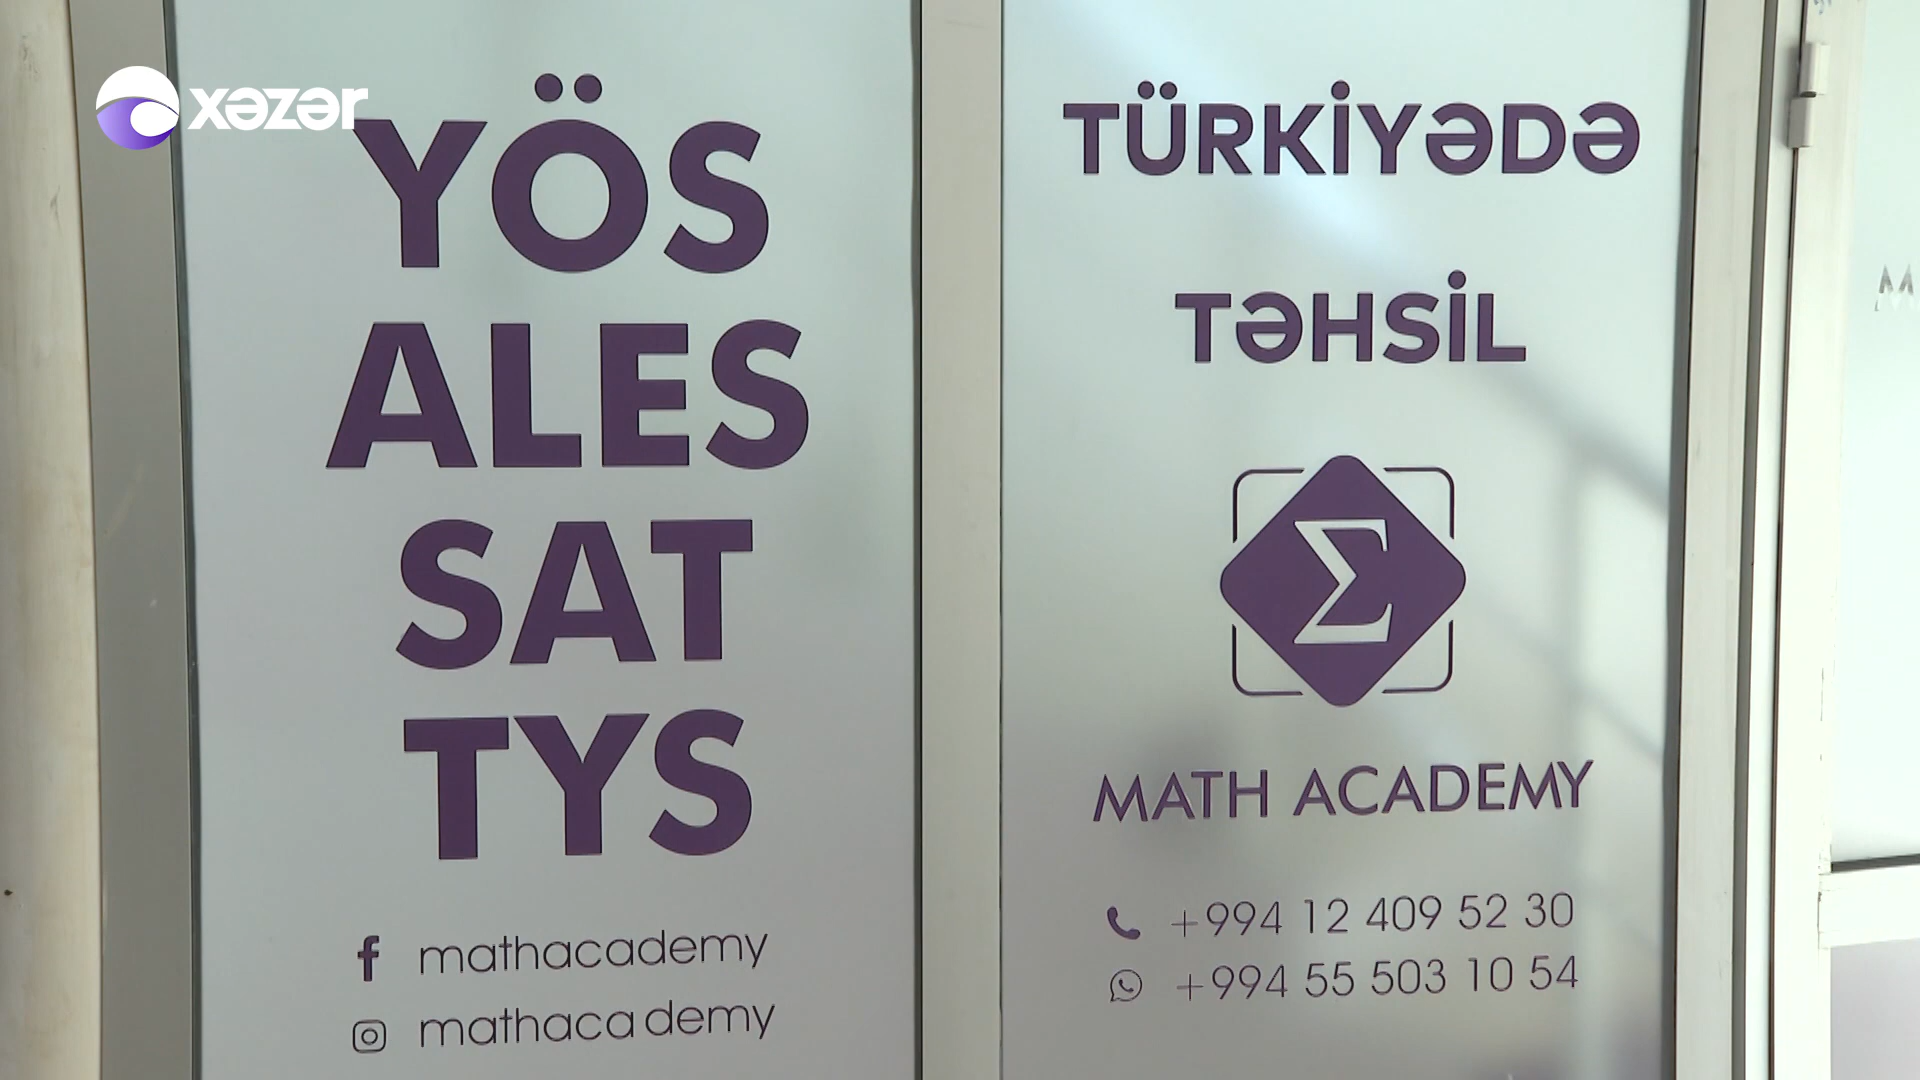 xəzər
YÖS
ALES
SAT
TYS
mathacademy
mathacademy
TÜRKİYƏDƏ
TƏHSİL
Σ
MATH ACADEMY
+994 12 409 52 30
+994 55 503 10 54
M